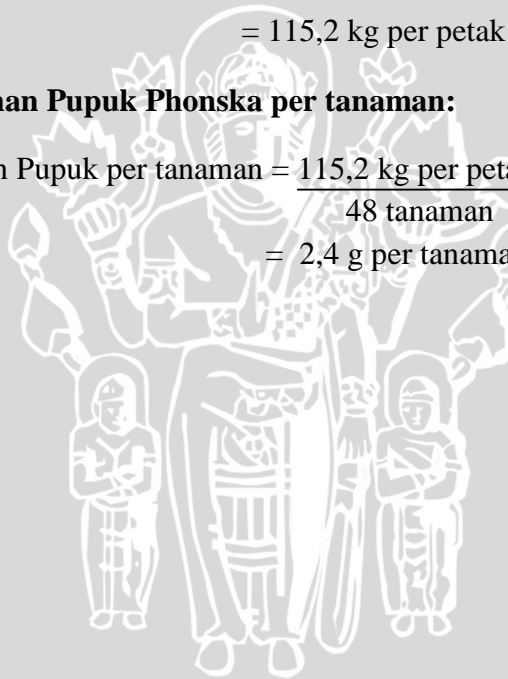 = 115,2 kg per petak
nan Pupuk Phonska per tanaman:
n Pupuk per tanaman = 115,2 kg per peta
48 tanaman
= 2,4 g per tanama